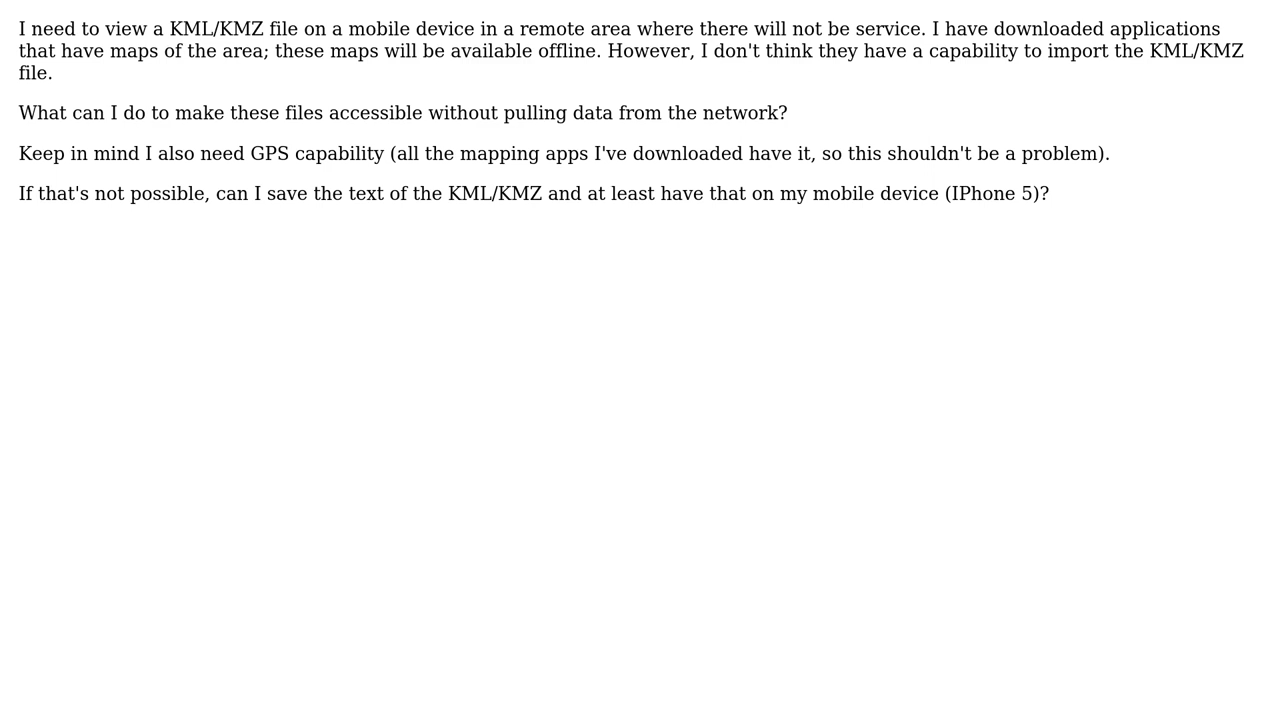 I need to view a KML/KMZ file on a mobile device in a remote area where there will not be service. I have downloaded applications
that have maps of the area; these maps will be available offline. However, I don't think they have a capability to import the KML/KMZ
file.
What can I do to make these files accessible without pulling data from the network?
Keep in mind I also need GPS capability (all the mapping apps I've downloaded have it, so this shouldn't be a problem).
If that's not possible, can I save the text of the KML/KMZ and at least have that on my mobile device (IPhone 5)?